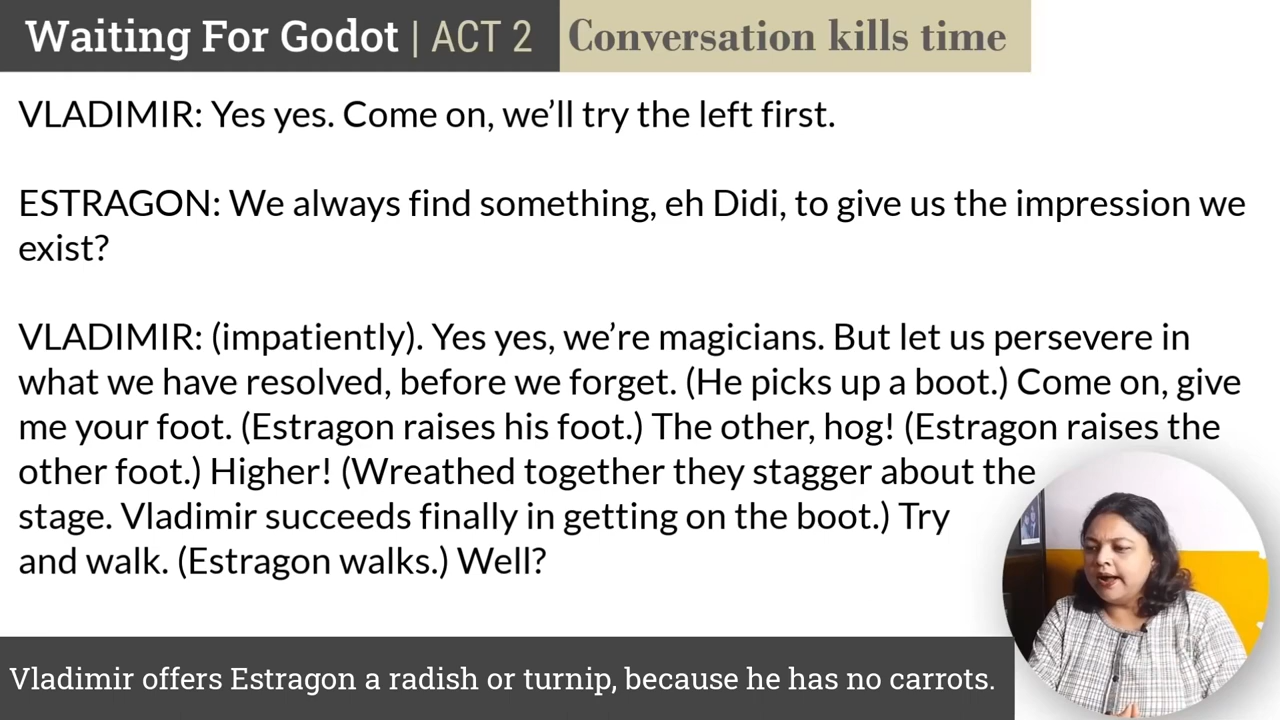 Waiting For Godot | ACT 2 Conversation kills time
VLADIMIR: Yes yes. Come on, we’ll try the left first.
ESTRAGON: We always find something, eh Didi, to give us the impression we
exist?
VLADIMIR: (impatiently). Yes yes, we’re magicians. But let us persevere in
what we have resolved, before we forget. (He picks up a boot.) Come on, give
me your foot. (Estragon raises his foot.) The other, hog! (Estragon raises the
other foot.) Higher! (Wreathed together they stagger about the
stage. Vladimir succeeds finally in getting on the boot.) Try
and walk. (Estragon walks.) Well?
Vladimir offers Estragon a radish or turnip, because he has no carrots.